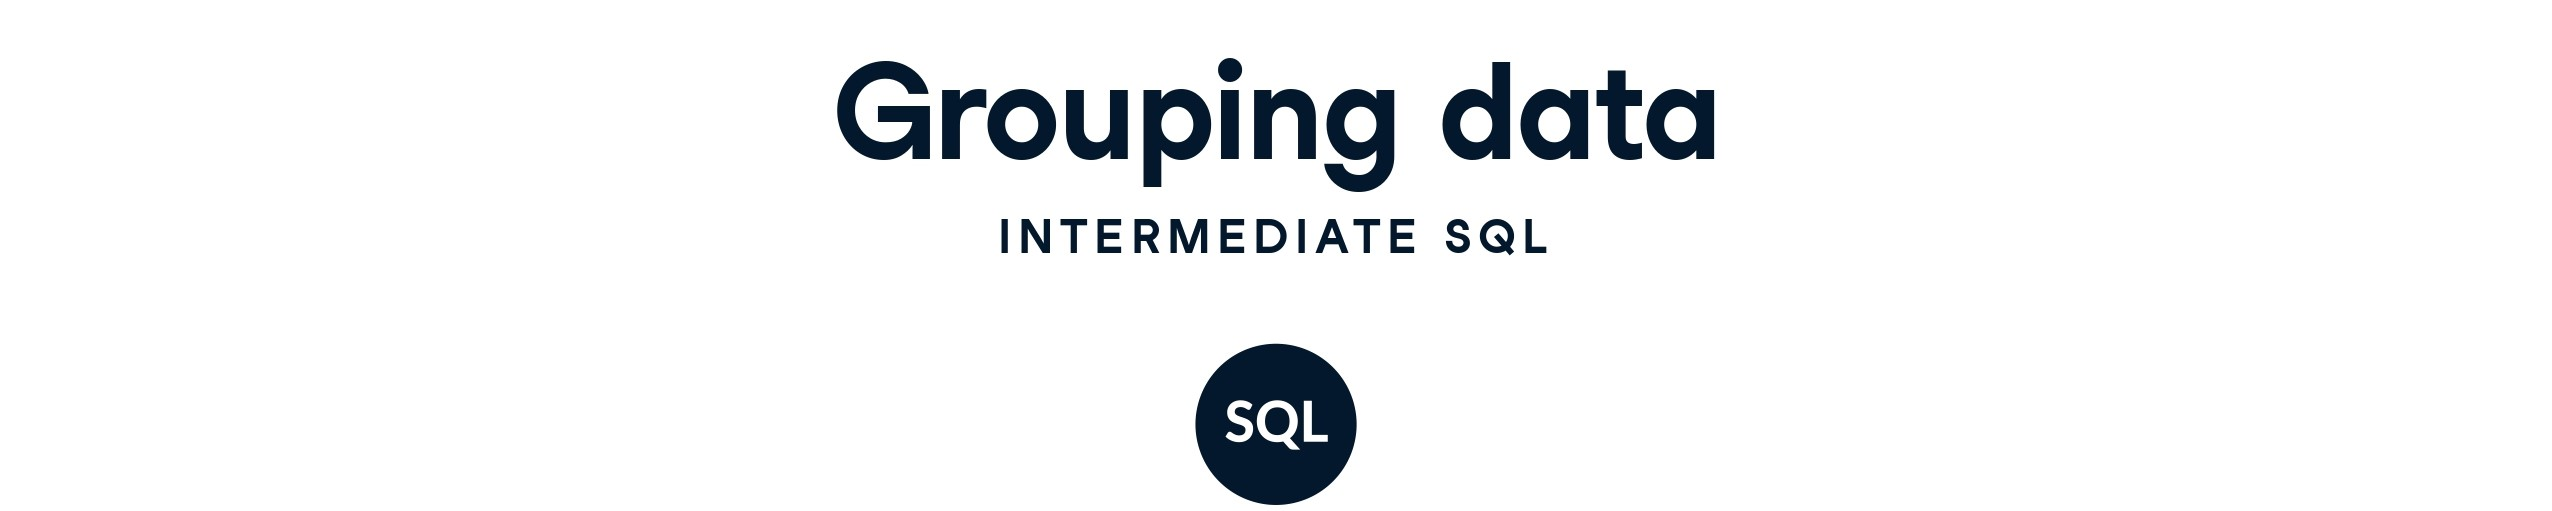 Grouping data
INTERMEDIATE SQL
SQL